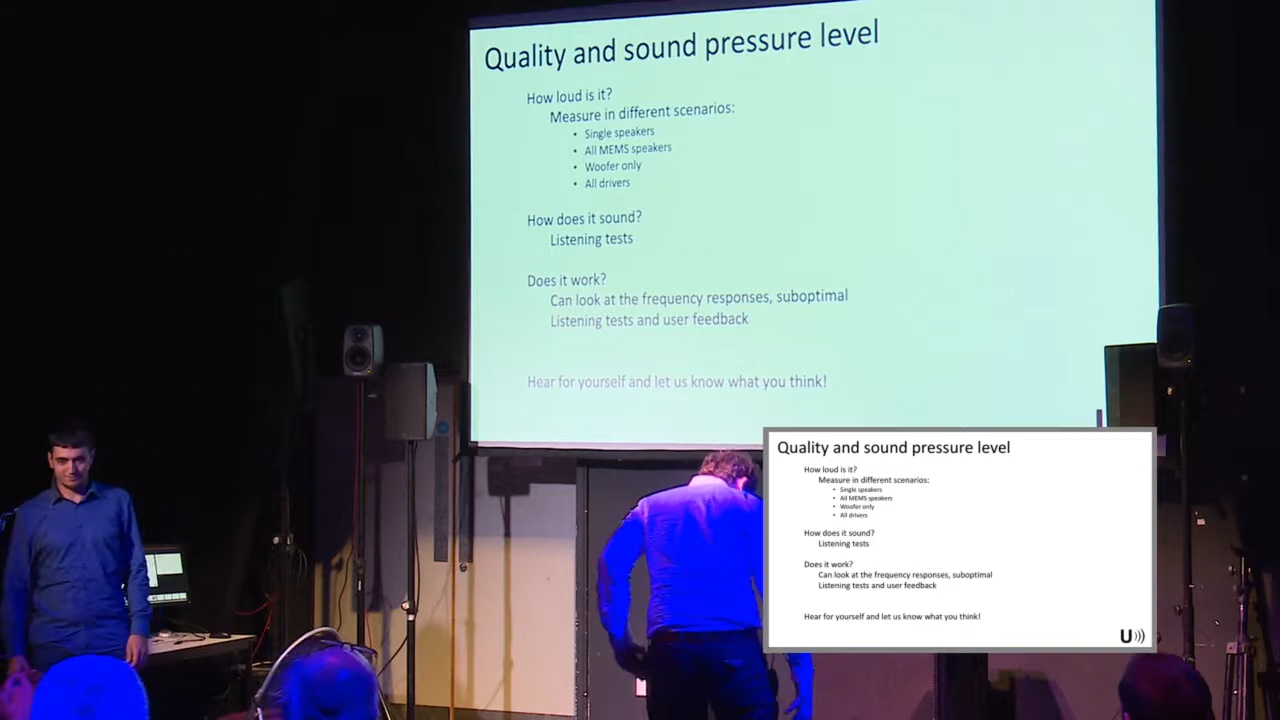 Quality and sound pressure level
How loud is it?
Measure in different scenarios:
• Single speakers
• All MEMS speakers
• Woofer only
• All drivers
How does it sound?
Listening tests
Does it work?
Can look at the frequency responses, suboptimal
Listening tests and user feedback
Hear for yourself and let us know what you think!
Quality and sound pressure level
How loud is it?
Measure in different scenarios:
• Single speakers
• All MEMS speakers
• Woofer only
• All drivers
How does it sound?
Listening tests
Does it work?
Can look at the frequency responses, suboptimal
Listening tests and user feedback
Hear for yourself and let us know what you think!
U)))